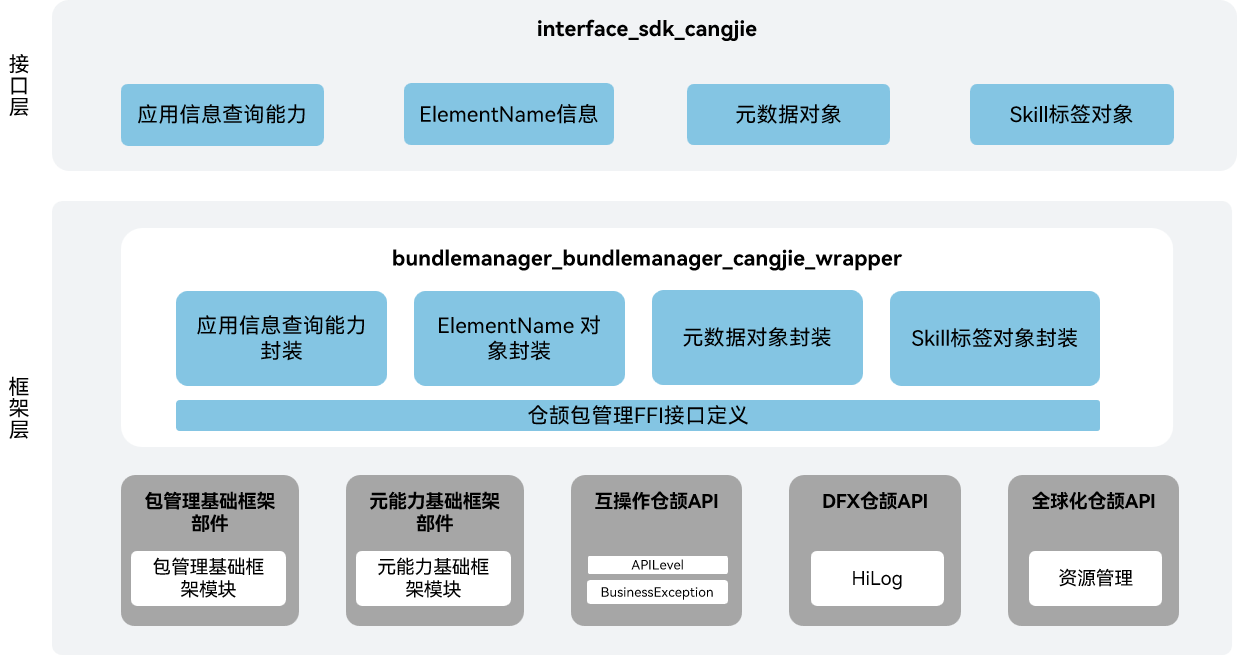 interface_sdk_cangjie
接
口
层
应用信息查询能力
ElementName信息
元数据对象
Skill标签对象
bundlemanager_bundlemanager_cangjie_wrapper
应用信息查询能力
封装
ElementName 对
象封装
元数据对象封装
Skill标签对象封装
仓颉包管理FFI接口定义
框
架
层
包管理基础框架
部件
包管理基础框
架模块
元能力基础框架
部件
元能力基础框
架模块
互操作仓颉API
APILevel
BusinessException
DFX仓颉API
HiLog
全球化仓颉API
资源管理